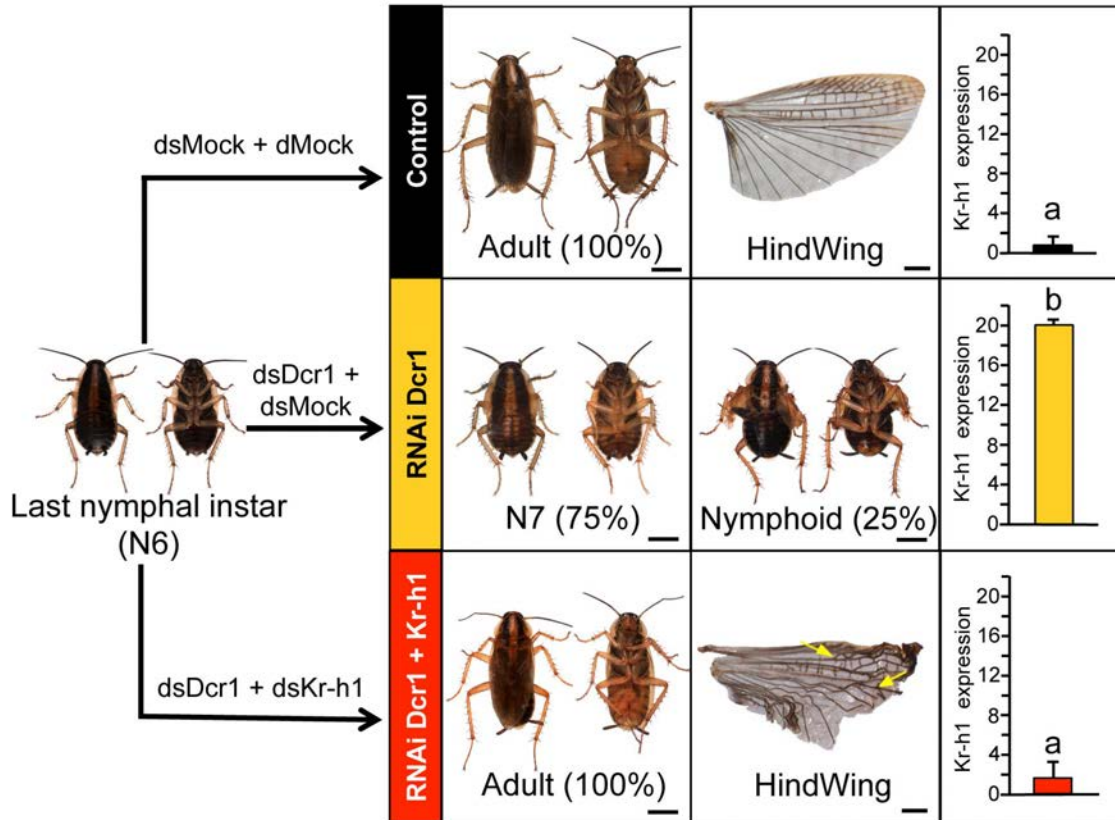 dsMock + dMock
dsDcr1 +
dsMock
Last nymphal instar
(N6)
dsDcr1 + dsKr-h1
Control
Adult (100%)
HindWing
Kr-h1 expression
20
16
12
8
4
0
a
RNAi Dcr1
N7 (75%)
Nymphoid (25%)
Kr-h1 expression
20
16
12
8
4
0
b
RNAi Dcr1 + Kr-h1
Adult (100%)
HindWing
Kr-h1 expression
20
16
12
8
4
0
a